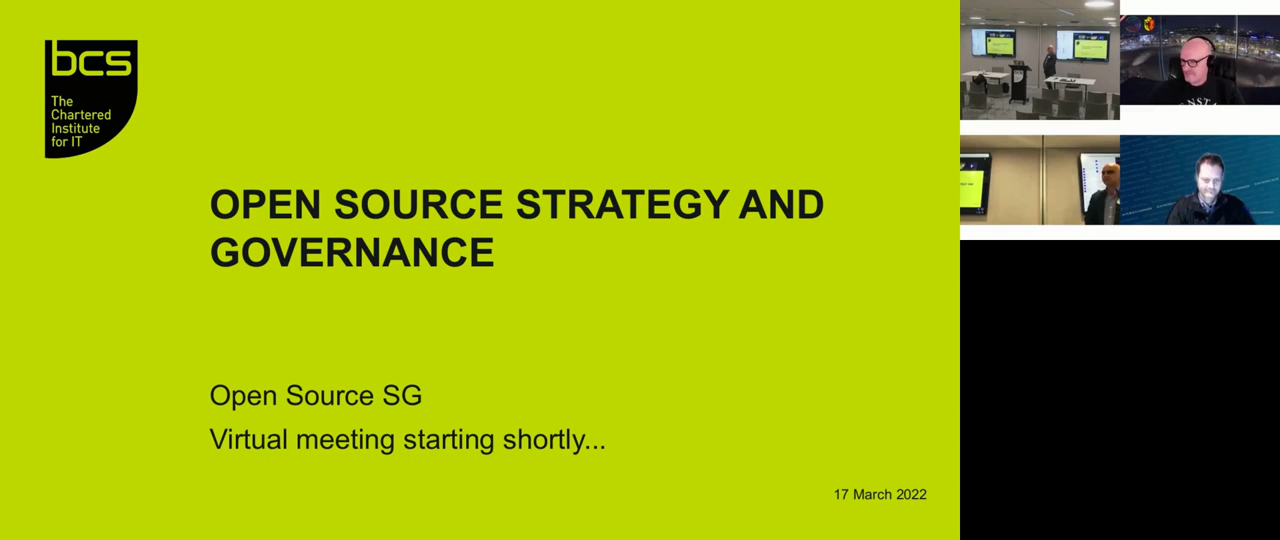 bcs
The
Chartered
Institute
for IT
OPEN SOURCE STRATEGY AND
GOVERNANCE
Open Source SG
Virtual meeting starting shortly...
17 March 2022